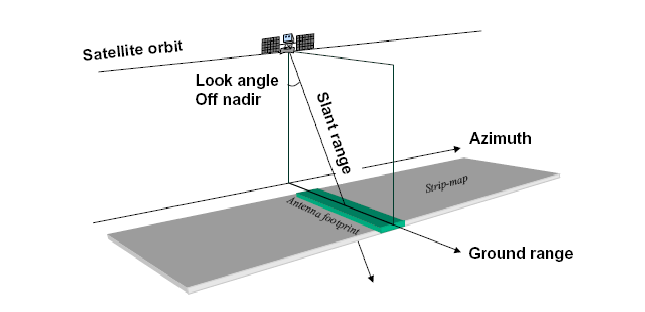 Satellite orbit
Look angle
Off nadir
Slant range
Azimuth
Strip-map
Antenna footprint
Ground range